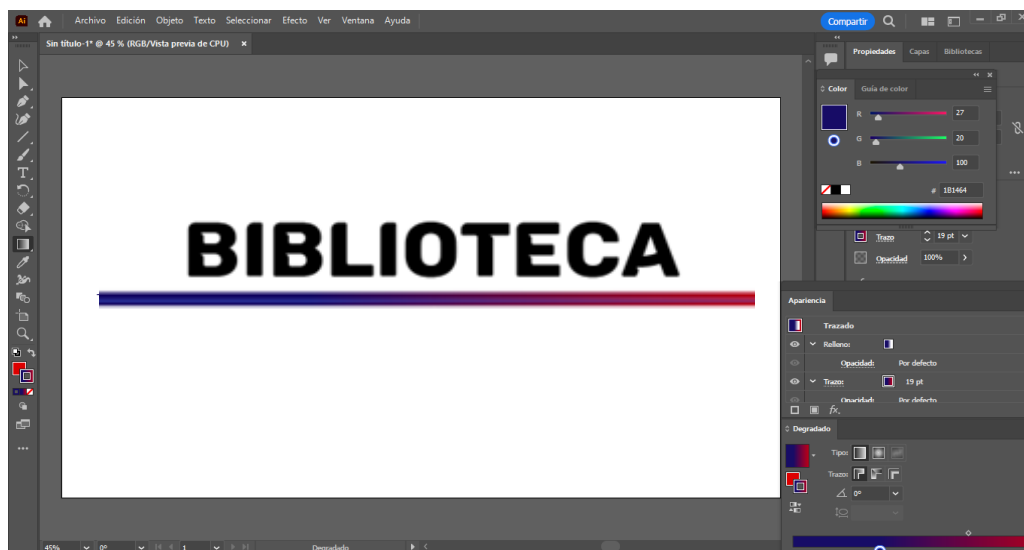 Ai Archivo Edición Objeto Texto Seleccionar Efecto Ver Ventana Ayuda Compartir
Sin título-1* @ 45 % (RGB/Vista previa de CPU) ×
Propiedades Capas Bibliotecas
Color Guía de color
R 27
G 20
B 100
# 1B1464
Trazo 19 pt
Opacidad 100%
BIBLIOTECA
Apariencia
Trazado
Relleno:
Opacidad: Por defecto
Trazo: 19 pt
Opacidad: Por defecto
fx.
Degradado
Tipo:
Trazo:
0°
45% 0° 1 Degradado